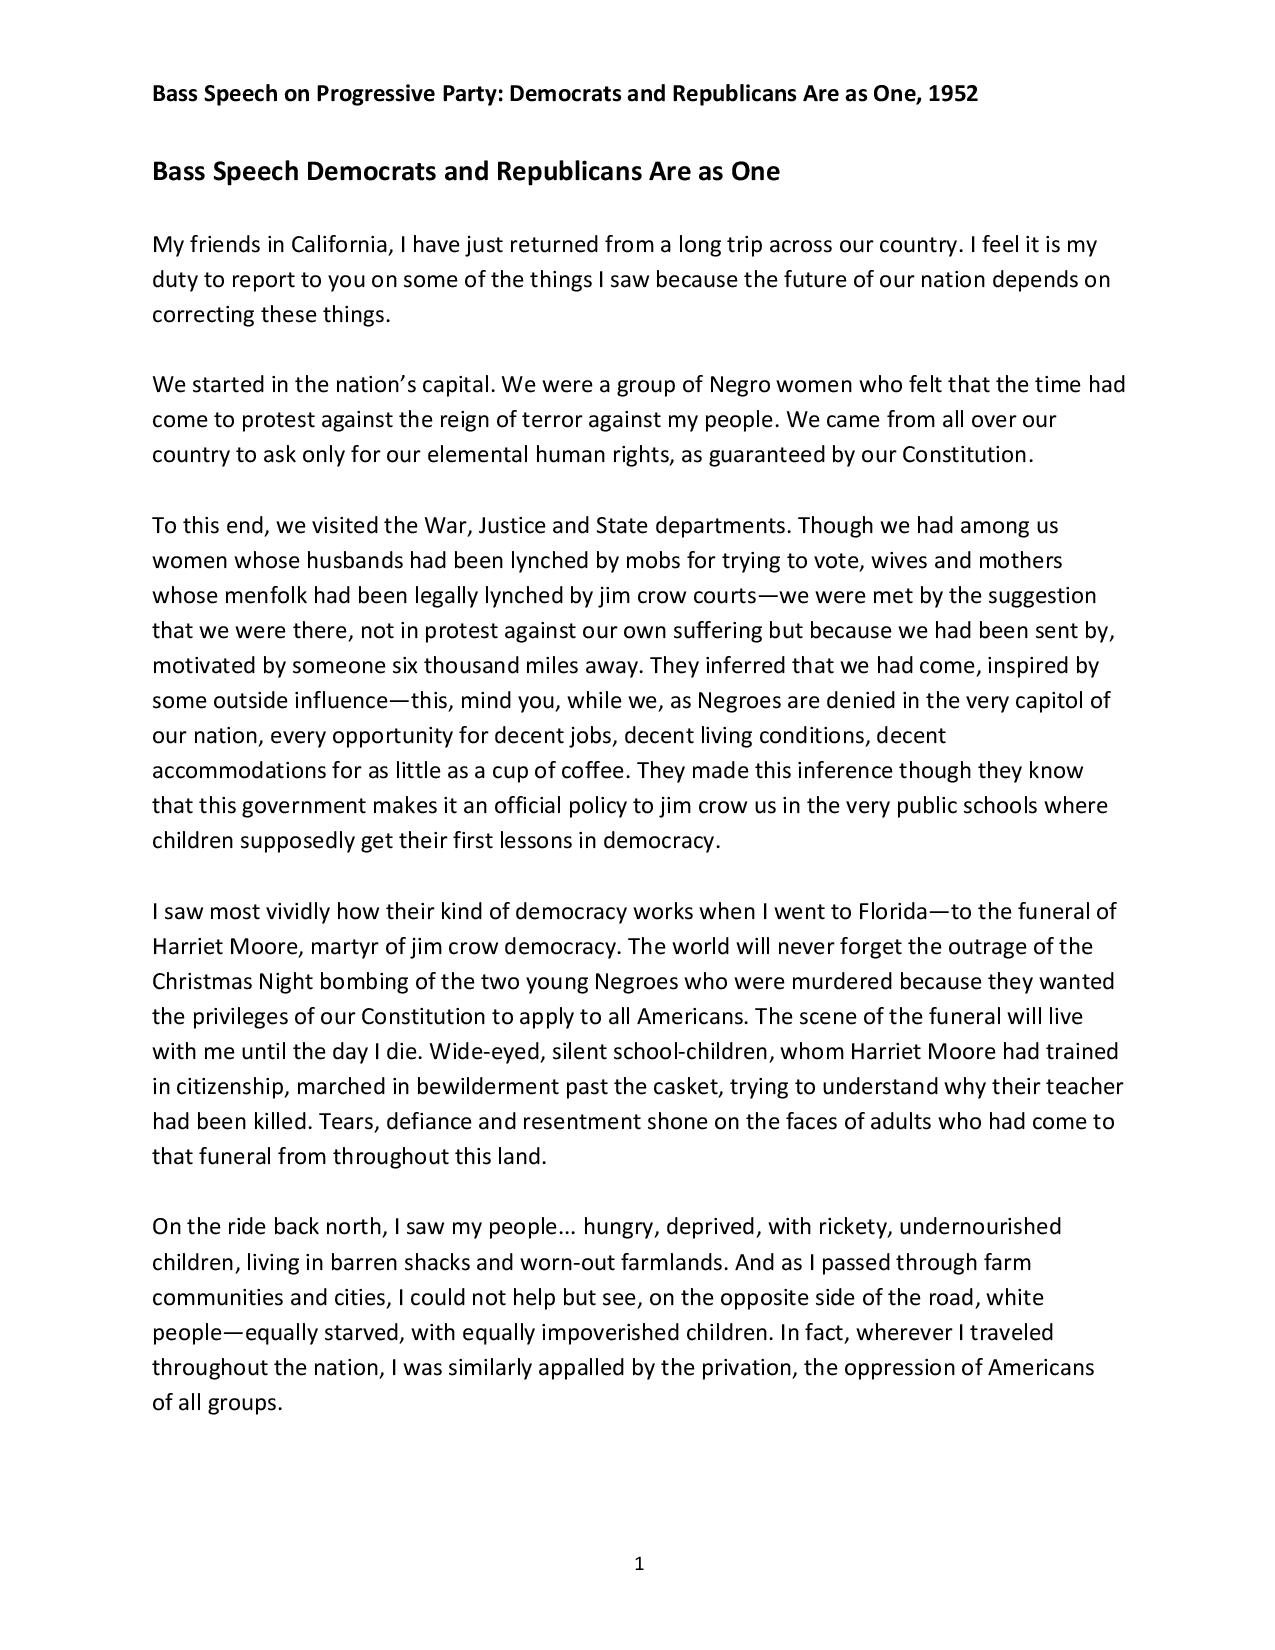 Bass Speech on Progressive Party: Democrats and Republicans Are as One, 1952
Bass Speech Democrats and Republicans Are as One
My friends in California, I have just returned from a long trip across our country. I feel it is my
duty to report to you on some of the things I saw because the future of our nation depends on
correcting these things.
We started in the nation’s capital. We were a group of Negro women who felt that the time had
come to protest against the reign of terror against my people. We came from all over our
country to ask only for our elemental human rights, as guaranteed by our Constitution.
To this end, we visited the War, Justice and State departments. Though we had among us
women whose husbands had been lynched by mobs for trying to vote, wives and mothers
whose menfolk had been legally lynched by jim crow courts—we were met by the suggestion
that we were there, not in protest against our own suffering but because we had been sent by,
motivated by someone six thousand miles away. They inferred that we had come, inspired by
some outside influence—this, mind you, while we, as Negroes are denied in the very capitol of
our nation, every opportunity for decent jobs, decent living conditions, decent
accommodations for as little as a cup of coffee. They made this inference though they know
that this government makes it an official policy to jim crow us in the very public schools where
children supposedly get their first lessons in democracy.
I saw most vividly how their kind of democracy works when I went to Florida—to the funeral of
Harriet Moore, martyr of jim crow democracy. The world will never forget the outrage of the
Christmas Night bombing of the two young Negroes who were murdered because they wanted
the privileges of our Constitution to apply to all Americans. The scene of the funeral will live
with me until the day I die. Wide-eyed, silent school-children, whom Harriet Moore had trained
in citizenship, marched in bewilderment past the casket, trying to understand why their teacher
had been killed. Tears, defiance and resentment shone on the faces of adults who had come to
that funeral from throughout this land.
On the ride back north, I saw my people... hungry, deprived, with rickety, undernourished
children, living in barren shacks and worn-out farmlands. And as I passed through farm
communities and cities, I could not help but see, on the opposite side of the road, white
people—equally starved, with equally impoverished children. In fact, wherever I traveled
throughout the nation, I was similarly appalled by the privation, the oppression of Americans
of all groups.
1